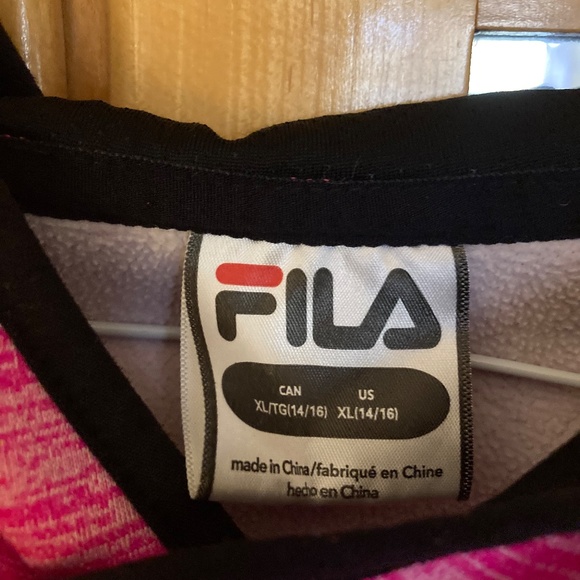 FILA
CAN US
XL/TG(14/16) XL(14/16)
made in China/fabriqué en Chine
hecho en China